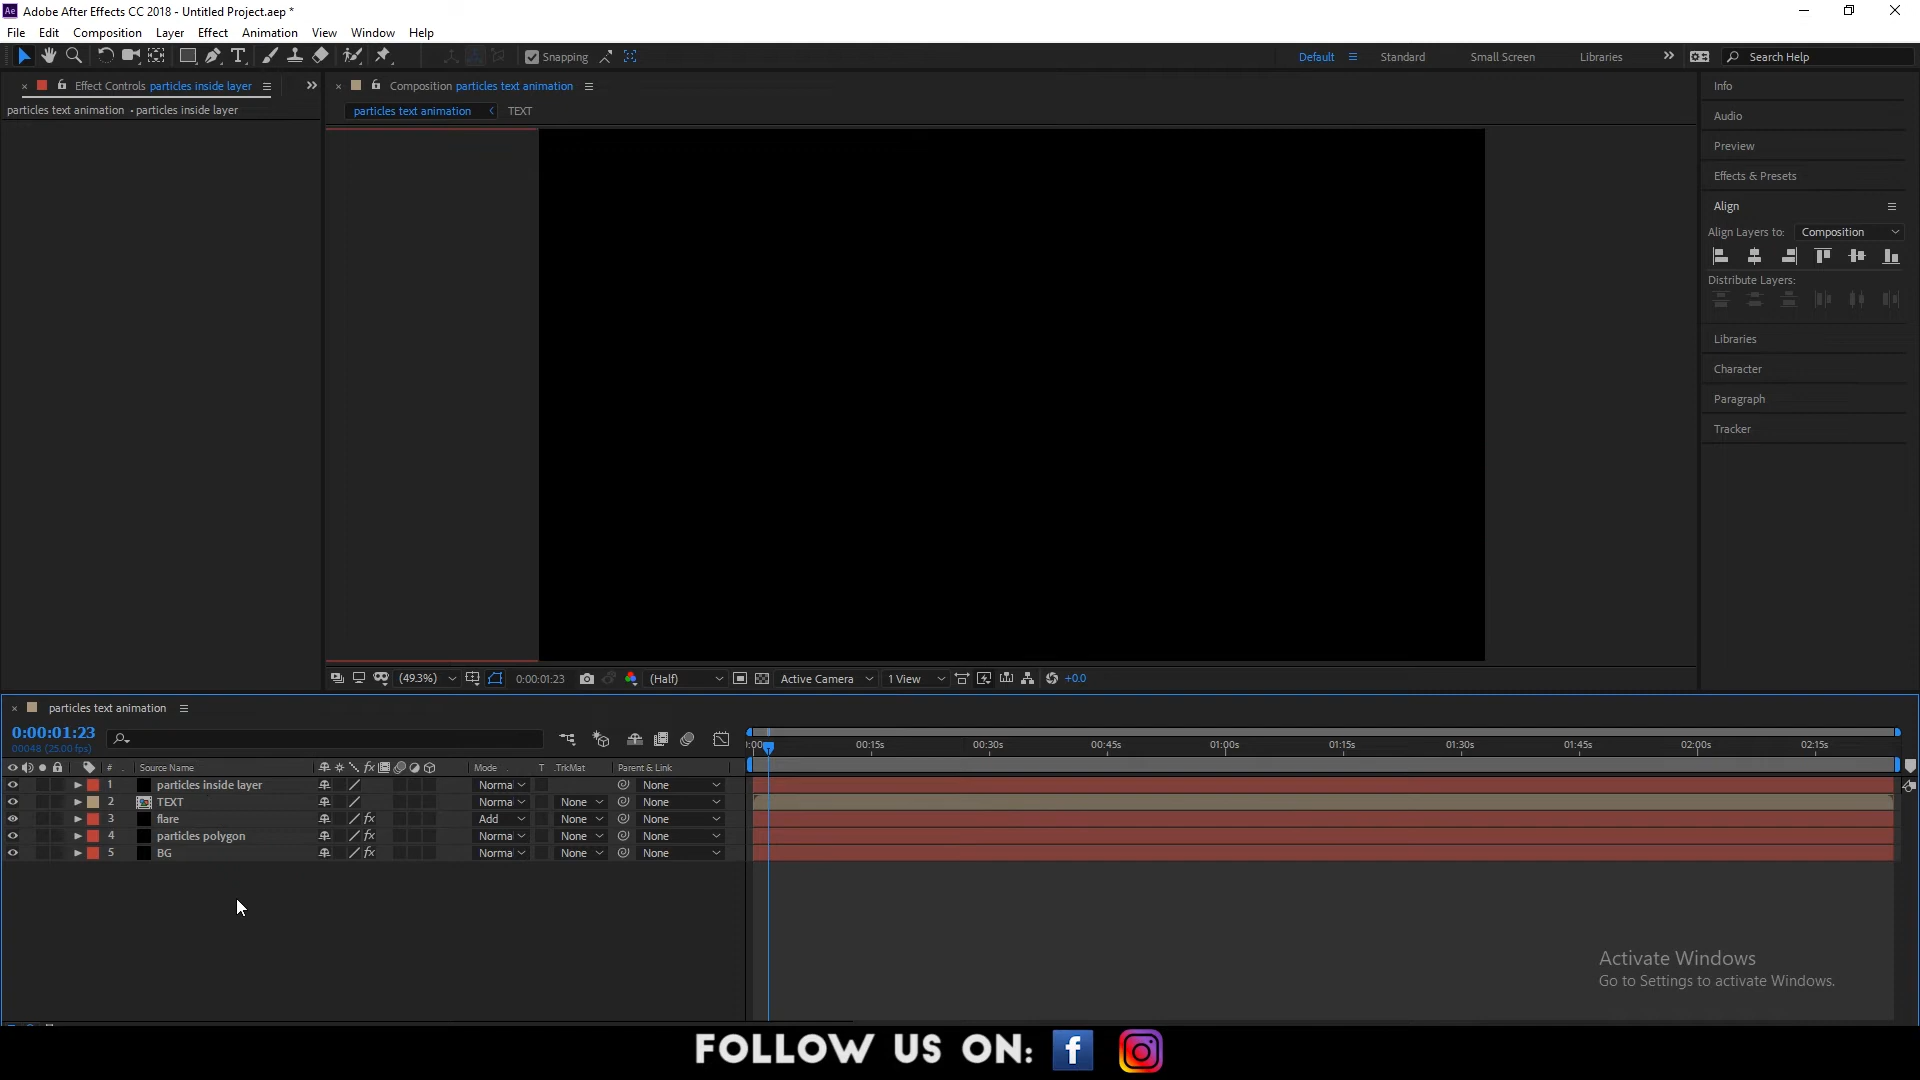 Adobe After Effects CC 2018 - Untitled Project.aep *
File Edit Composition Layer Effect Animation View Window Help
Snapping Default Standard Small Screen Libraries Search Help
Effect Controls particles inside layer
particles text animation • particles inside layer
Composition particles text animation
particles text animation TEXT
Info
Audio
Preview
Effects & Presets
Align
Align Layers to: Composition
Distribute Layers:
Libraries
Character
Paragraph
Tracker
(49.3%) 0:00:01:23 (Half) Active Camera 1 View +0.0
particles text animation
0:00:01:23
00048 (25.00 fps)
:00s 00:15s 00:30s 00:45s 01:00s 01:15s 01:30s 01:45s 02:00s 02:15s
# Source Name Mode T .TrkMat Parent & Link
1 particles inside layer Norma None
2 TEXT Norma None None
3 flare Add None None
4 particles polygon Norma None None
5 BG Norma None None
Activate Windows
Go to Settings to activate Windows.
FOLLOW US ON: